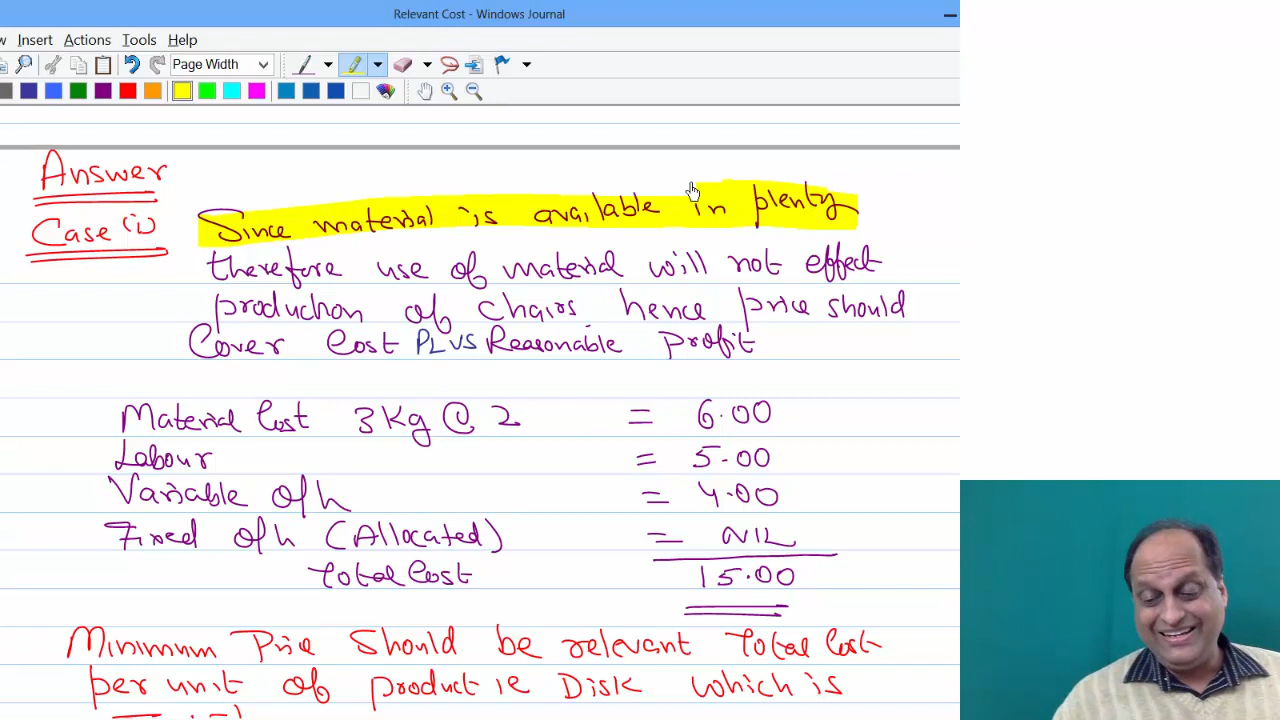 Relevant Cost - Windows Journal
Insert Actions Tools Help
Page Width
Answer
Case (i)
Since material is available in plenty
therefore use of material will not effect
production of chairs. hence price should
Cover Cost PLUS Reasonable profit
Material Cost 3Kg @ 2 = 6.00
Labour = 5.00
Variable o/h = 4.00
Fixed o/h (Allocated) = NIL
Total Cost 15.00
Minimum Price Should be relevant Total Cost
per unit of product ie Disk which is